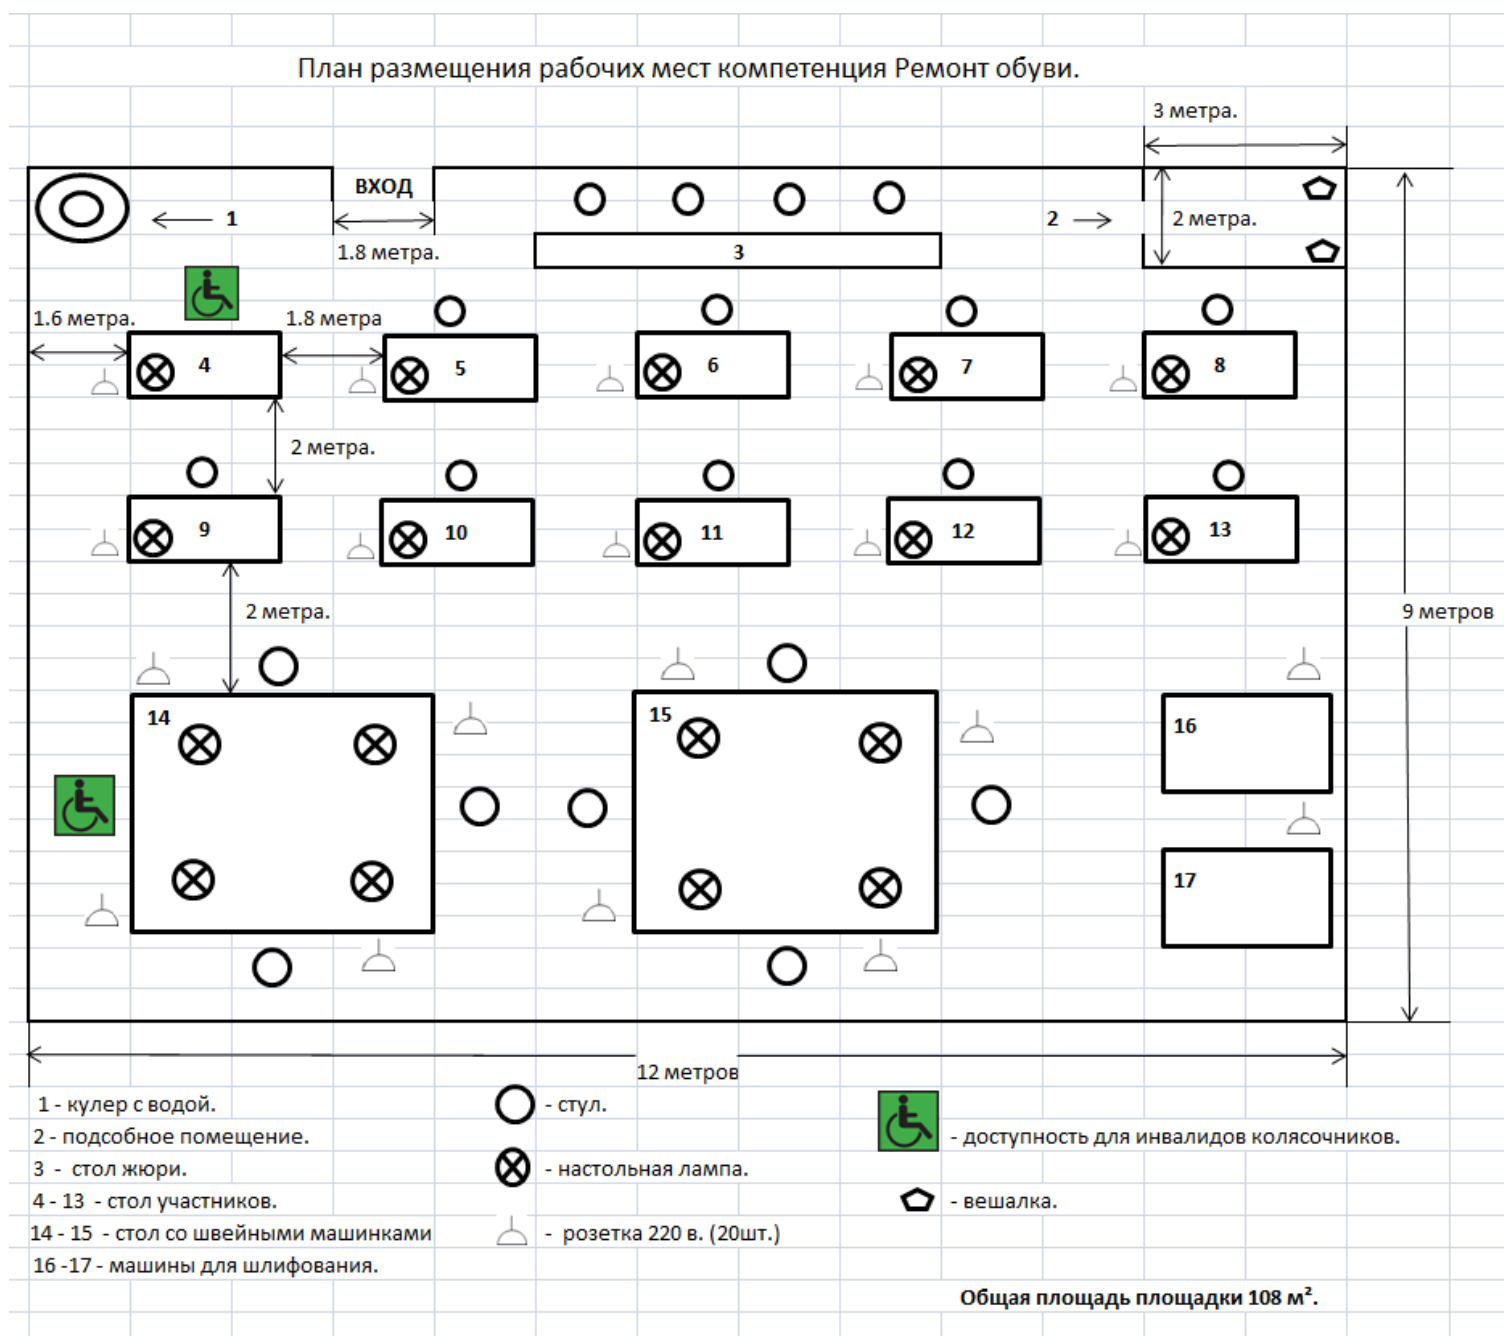 План размещения рабочих мест компетенция Ремонт обуви.
3 метра.
ВХОД
1
2
2 метра.
1.8 метра.
3
1.6 метра.
1.8 метра
4
5
6
7
8
2 метра.
9
10
11
12
13
2 метра.
9 метров
14
15
16
17
12 метров
1 - кулер с водой.
- стул.
2 - подсобное помещение.
- доступность для инвалидов колясочников.
3 - стол жюри.
- настольная лампа.
4 - 13 - стол участников.
- вешалка.
14 - 15 - стол со швейными машинками
- розетка 220 в. (20шт.)
16 -17 - машины для шлифования.
Общая площадь площадки 108 м².